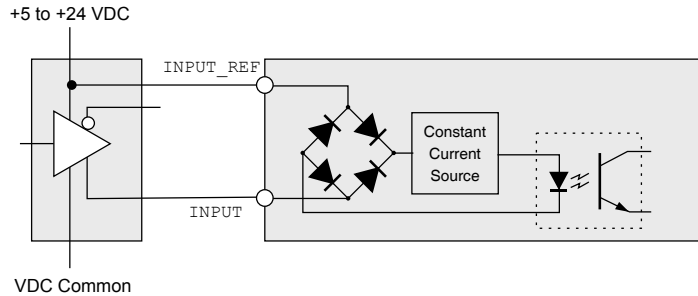 +5 to +24 VDC
INPUT_REF
Constant
Current
Source
INPUT
VDC Common